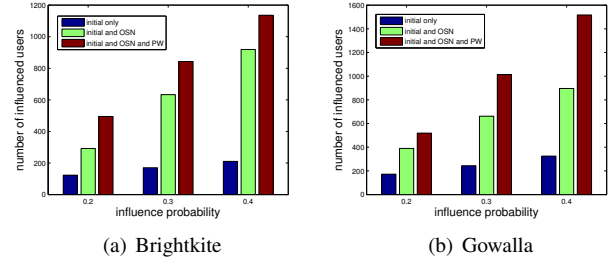 1200
1000
800
600
400
200
0
number of influenced users
initial only
initial and OSN
initial and OSN and PW
0.2 0.3 0.4
influence probability
(a) Brightkite
1600
1400
1200
1000
800
600
400
200
0
number of influenced users
initial only
initial and OSN
initial and OSN and PW
0.2 0.3 0.4
influence probability
(b) Gowalla